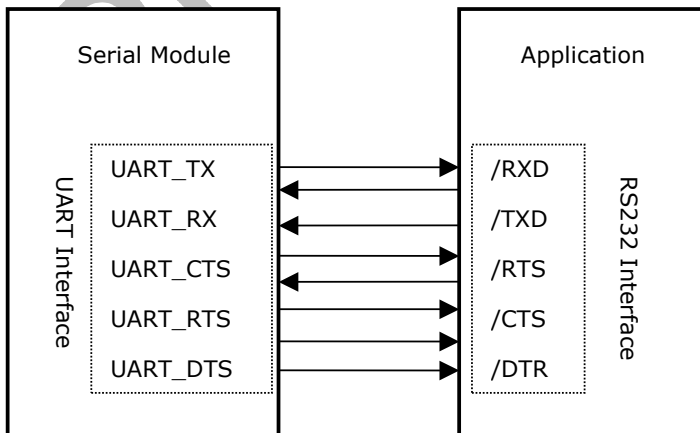 Serial Module
Application
UART Interface
UART_TX
UART_RX
UART_CTS
UART_RTS
UART_DTS
/RXD
/TXD
/RTS
/CTS
/DTR
RS232 Interface